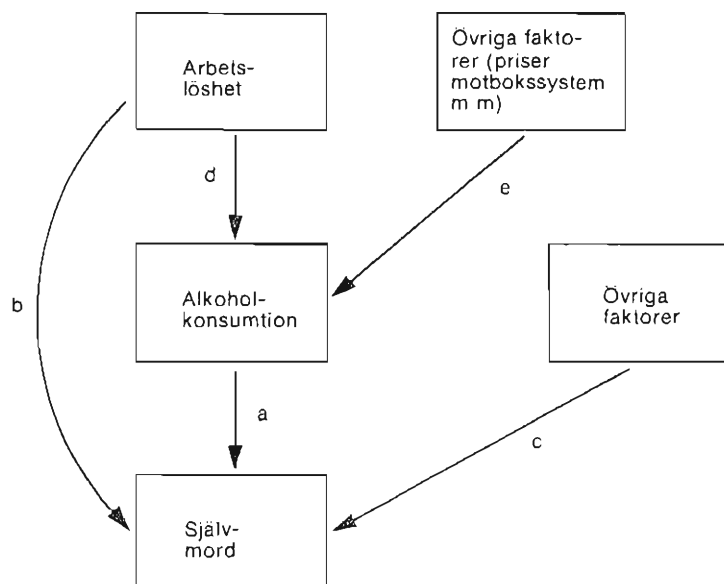 Arbets-
löshet
Övriga fakto-
rer (priser
motbokssystem
m m)
d
e
b
Alkohol-
konsumtion
Övriga
faktorer
a
c
Själv-
mord